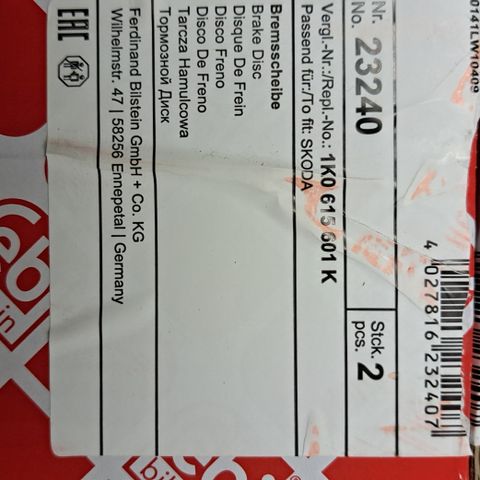 0141LW10409
4 027816 232407
Nr. No. 23240
Stck. pcs. 2
Vergl.-Nr.:/Repl.-No.: 1K0 615 601 K
Passend für:/To fit: SKODA
Bremsscheibe
Brake Disc
Disque De Frein
Disco Freno
Disco De Freno
Tarcza Hamulcowa
Тормозной Диск
Ferdinand Bilstein GmbH + Co. KG
Wilhelmstr. 47 | 58256 Ennepetal | Germany
EAC